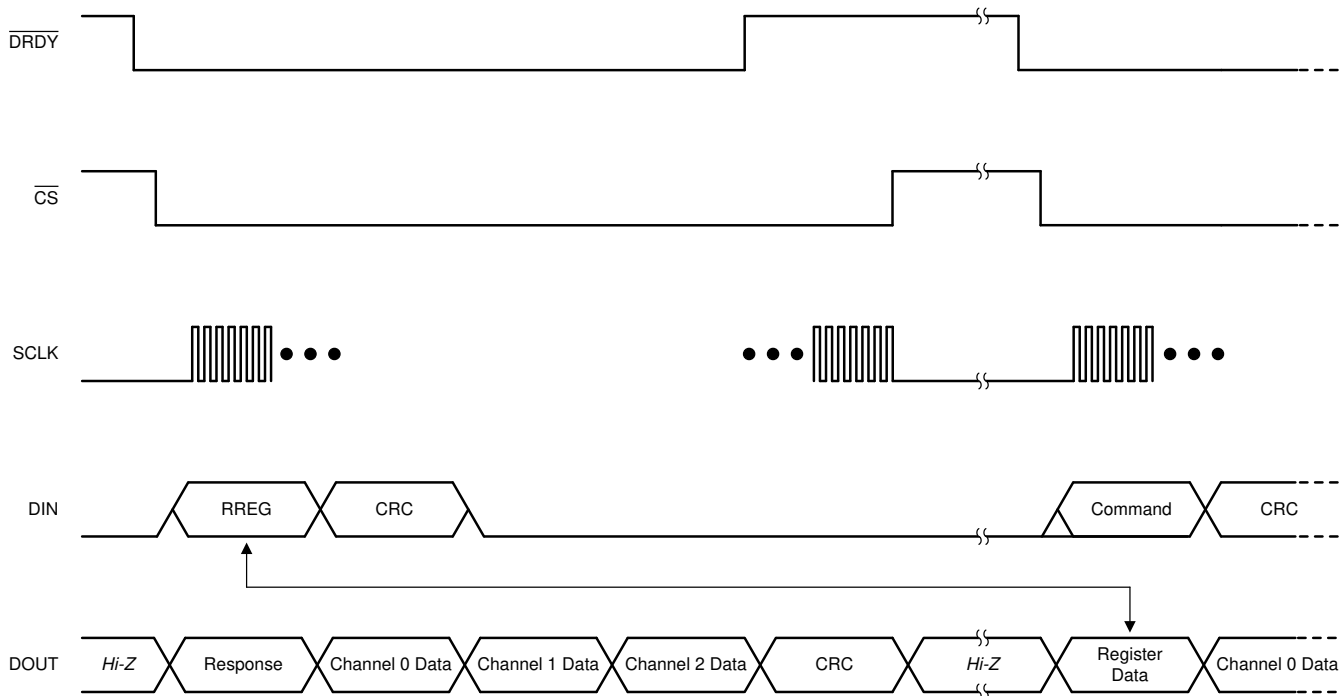 DRDY
CS
SCLK
DIN
RREG
CRC
Command
CRC
DOUT
Hi-Z
Response
Channel 0 Data
Channel 1 Data
Channel 2 Data
CRC
Hi-Z
Register
Data
Channel 0 Data